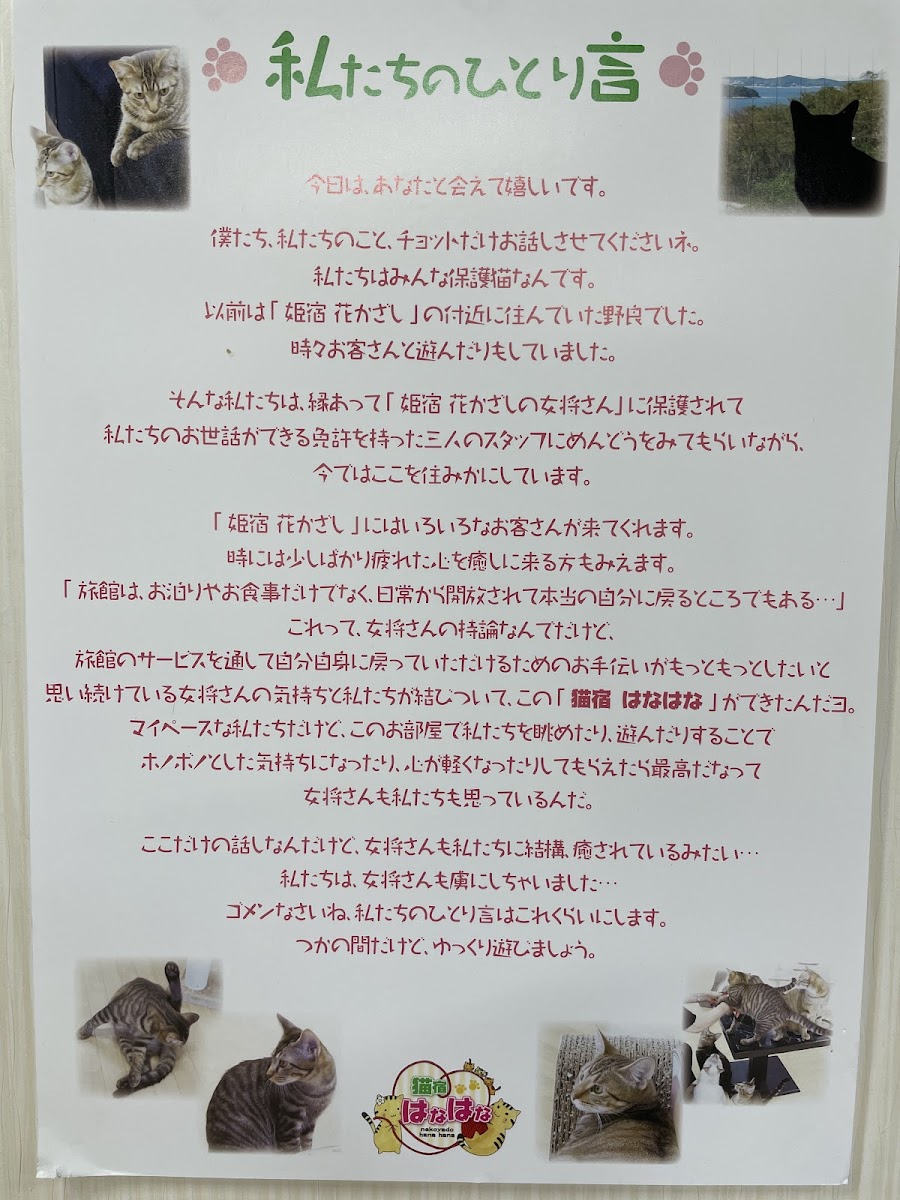 私たちのひとり言
今日は、あなたと会えて嬉しいです。
僕たち、私たちのこと、チョットだけお話しさせてくださいネ。
私たちはみんな保護猫なんです。
以前は「 姫宿 花かざし 」の付近に住んでいた野良でした。
時々お客さんと遊んだりもしていました。
そんな私たちは、縁あって「 姫宿 花かざしの女将さん」に保護されて
私たちのお世話ができる免許を持った三人のスタッフにめんどうをみてもらいながら、
今ではここを住みかにしています。
「 姫宿 花かざし 」にはいろいろなお客さんが来てくれます。
時には少しばかり疲れた心を癒しに来る方もみえます。
「 旅館は、お泊りやお食事だけでなく、日常から開放されて本当の自分に戻るところでもある…」
これって、女将さんの持論なんでだけど、
旅館のサービスを通して自分自身に戻っていただけるためのお手伝いがもっともっとしたいと
思い続けている女将さんの気持ちと私たちが結びついて、この「 猫宿 はなはな 」ができたんだヨ。
マイペースな私たちだけど、このお部屋で私たちを眺めたり、遊んだりすることで
ホノボノとした気持ちになったり、心が軽くなったりしてもらえたら最高だなって
女将さんも私たちも思っているんだ。
ここだけの話しなんだけど、女将さんも私たちに結構、癒されているみたい…
私たちは、女将さんも虜にしちゃいました…
ゴメンなさいね、私たちのひとり言はこれくらいにします。
つかの間だけど、ゆっくり遊びましょう。
猫宿
はなはな
nekoyado
hana hana